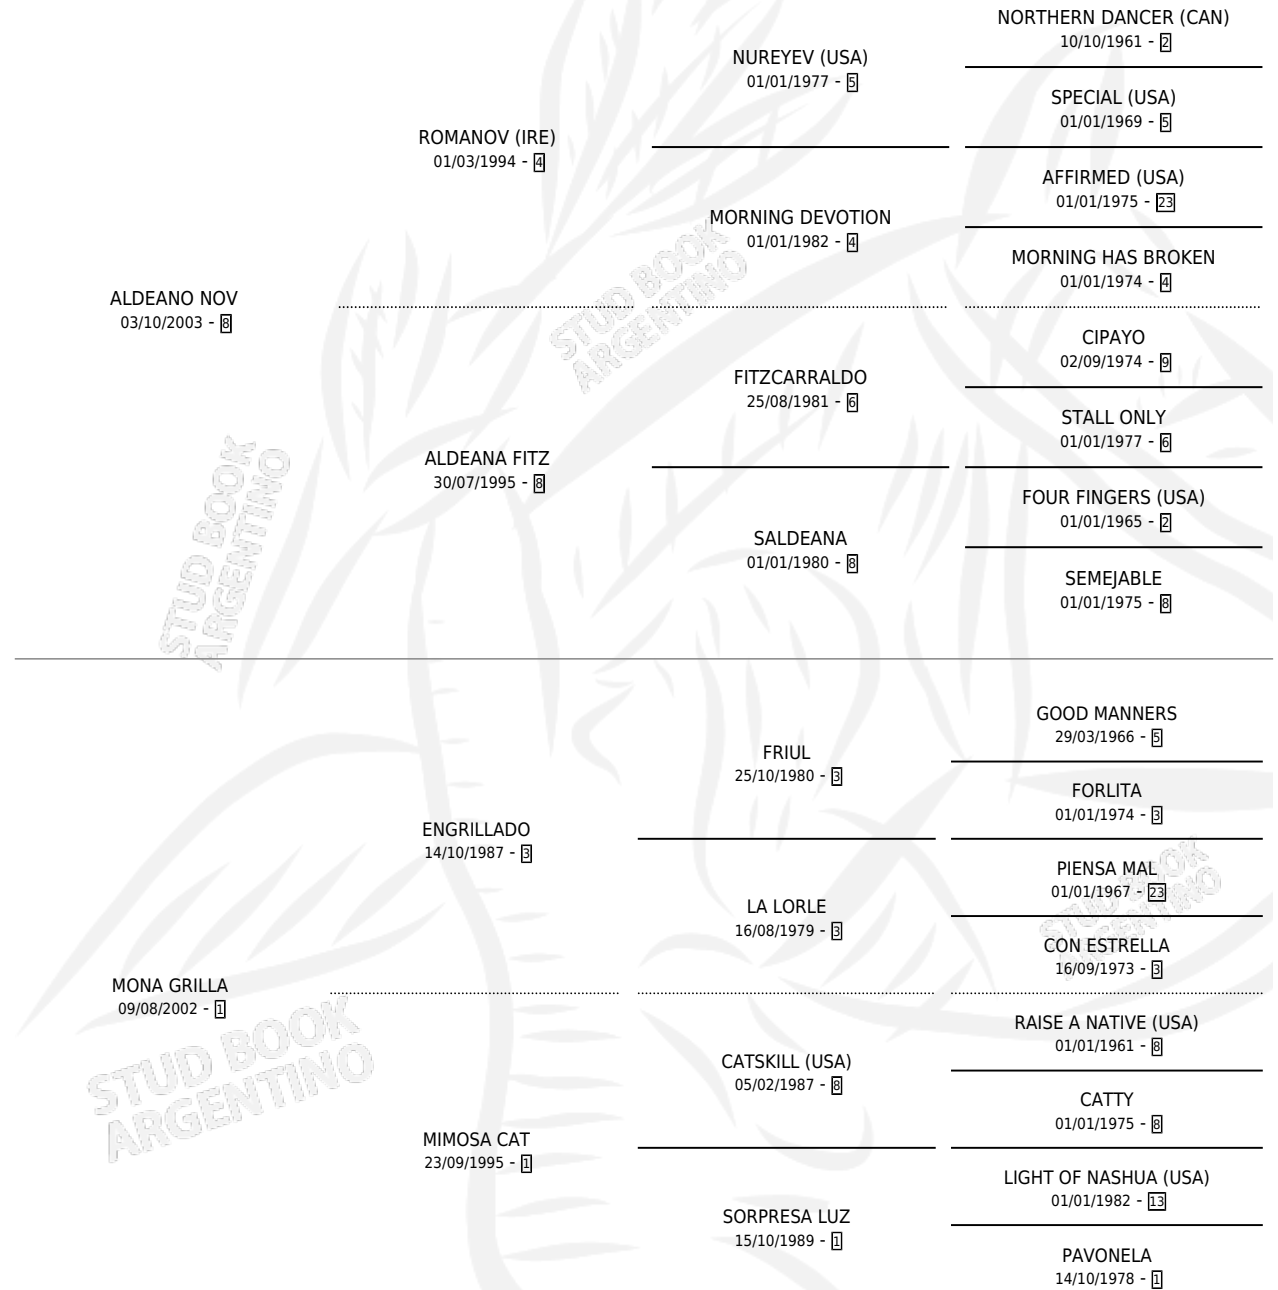 NORTHERN DANCER (CAN)
10/10/1961 - 2
NUREYEV (USA)
01/01/1977 - 5
SPECIAL (USA)
01/01/1969 - 5
ROMANOV (IRE)
01/03/1994 - 4
AFFIRMED (USA)
01/01/1975 - 23
MORNING DEVOTION
01/01/1982 - 4
MORNING HAS BROKEN
01/01/1974 - 4
ALDEANO NOV
03/10/2003 - 8
CIPAYO
02/09/1974 - 9
FITZCARRALDO
25/08/1981 - 6
STALL ONLY
01/01/1977 - 6
ALDEANA FITZ
30/07/1995 - 8
FOUR FINGERS (USA)
01/01/1965 - 2
SALDEANA
01/01/1980 - 8
SEMEJABLE
01/01/1975 - 8
GOOD MANNERS
29/03/1966 - 5
FRIUL
25/10/1980 - 3
FORLITA
01/01/1974 - 3
ENGRILLADO
14/10/1987 - 3
PIENSA MAL
01/01/1967 - 23
LA LORLE
16/08/1979 - 3
CON ESTRELLA
16/09/1973 - 3
MONA GRILLA
09/08/2002 - 1
RAISE A NATIVE (USA)
01/01/1961 - 8
CATSKILL (USA)
05/02/1987 - 8
CATTY
01/01/1975 - 8
MIMOSA CAT
23/09/1995 - 1
LIGHT OF NASHUA (USA)
01/01/1982 - 13
SORPRESA LUZ
15/10/1989 - 1
PAVONELA
14/10/1978 - 1
STUD BOOK
ARGENTINO
STUD BOOK
ARGENTINO
STUD BOOK
ARGENTINO
STUD BOOK
ARGENTINO